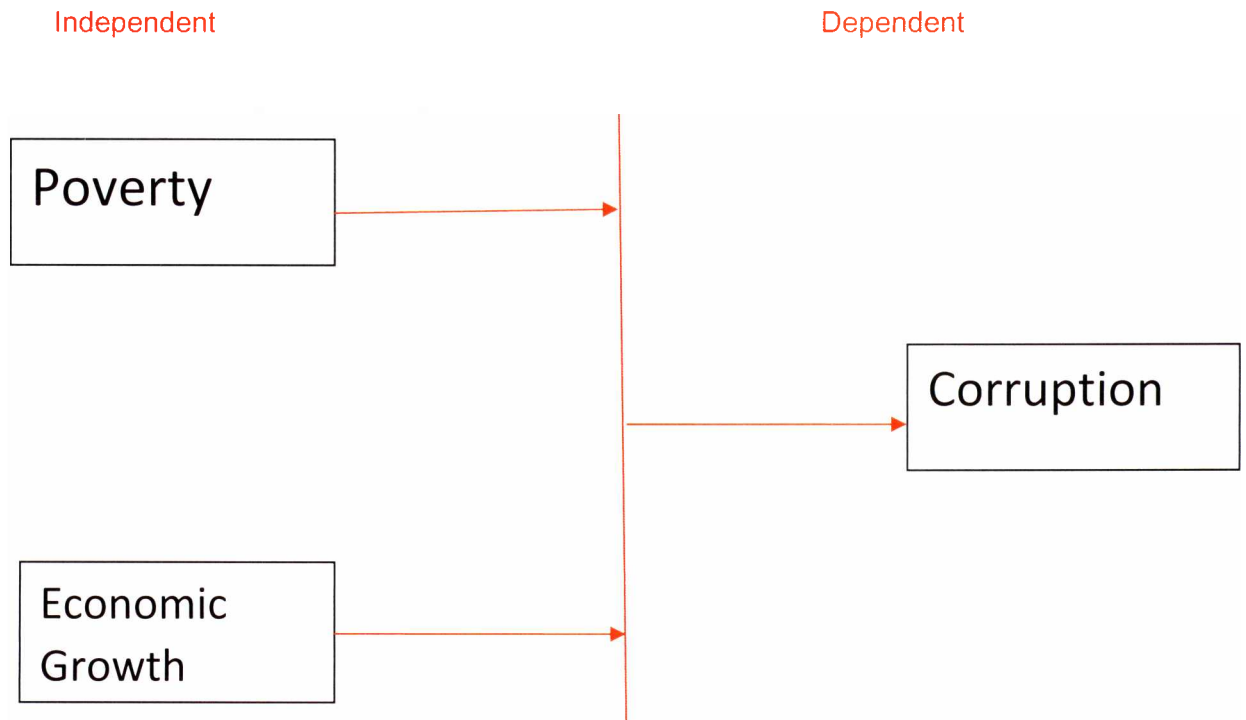 Independent
Dependent
Poverty
Corruption
Economic
Growth